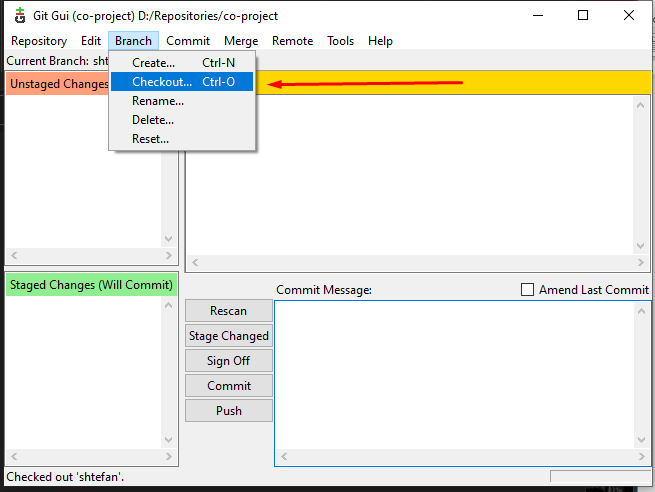 Git Gui (co-project) D:/Repositories/co-project
Repository Edit Branch Commit Merge Remote Tools Help
Current Branch: sht
Create... Ctrl-N
Checkout... Ctrl-O
Rename...
Delete...
Reset...
Unstaged Changes
Staged Changes (Will Commit)
Commit Message:
Amend Last Commit
Rescan
Stage Changed
Sign Off
Commit
Push
Checked out 'shtefan'.